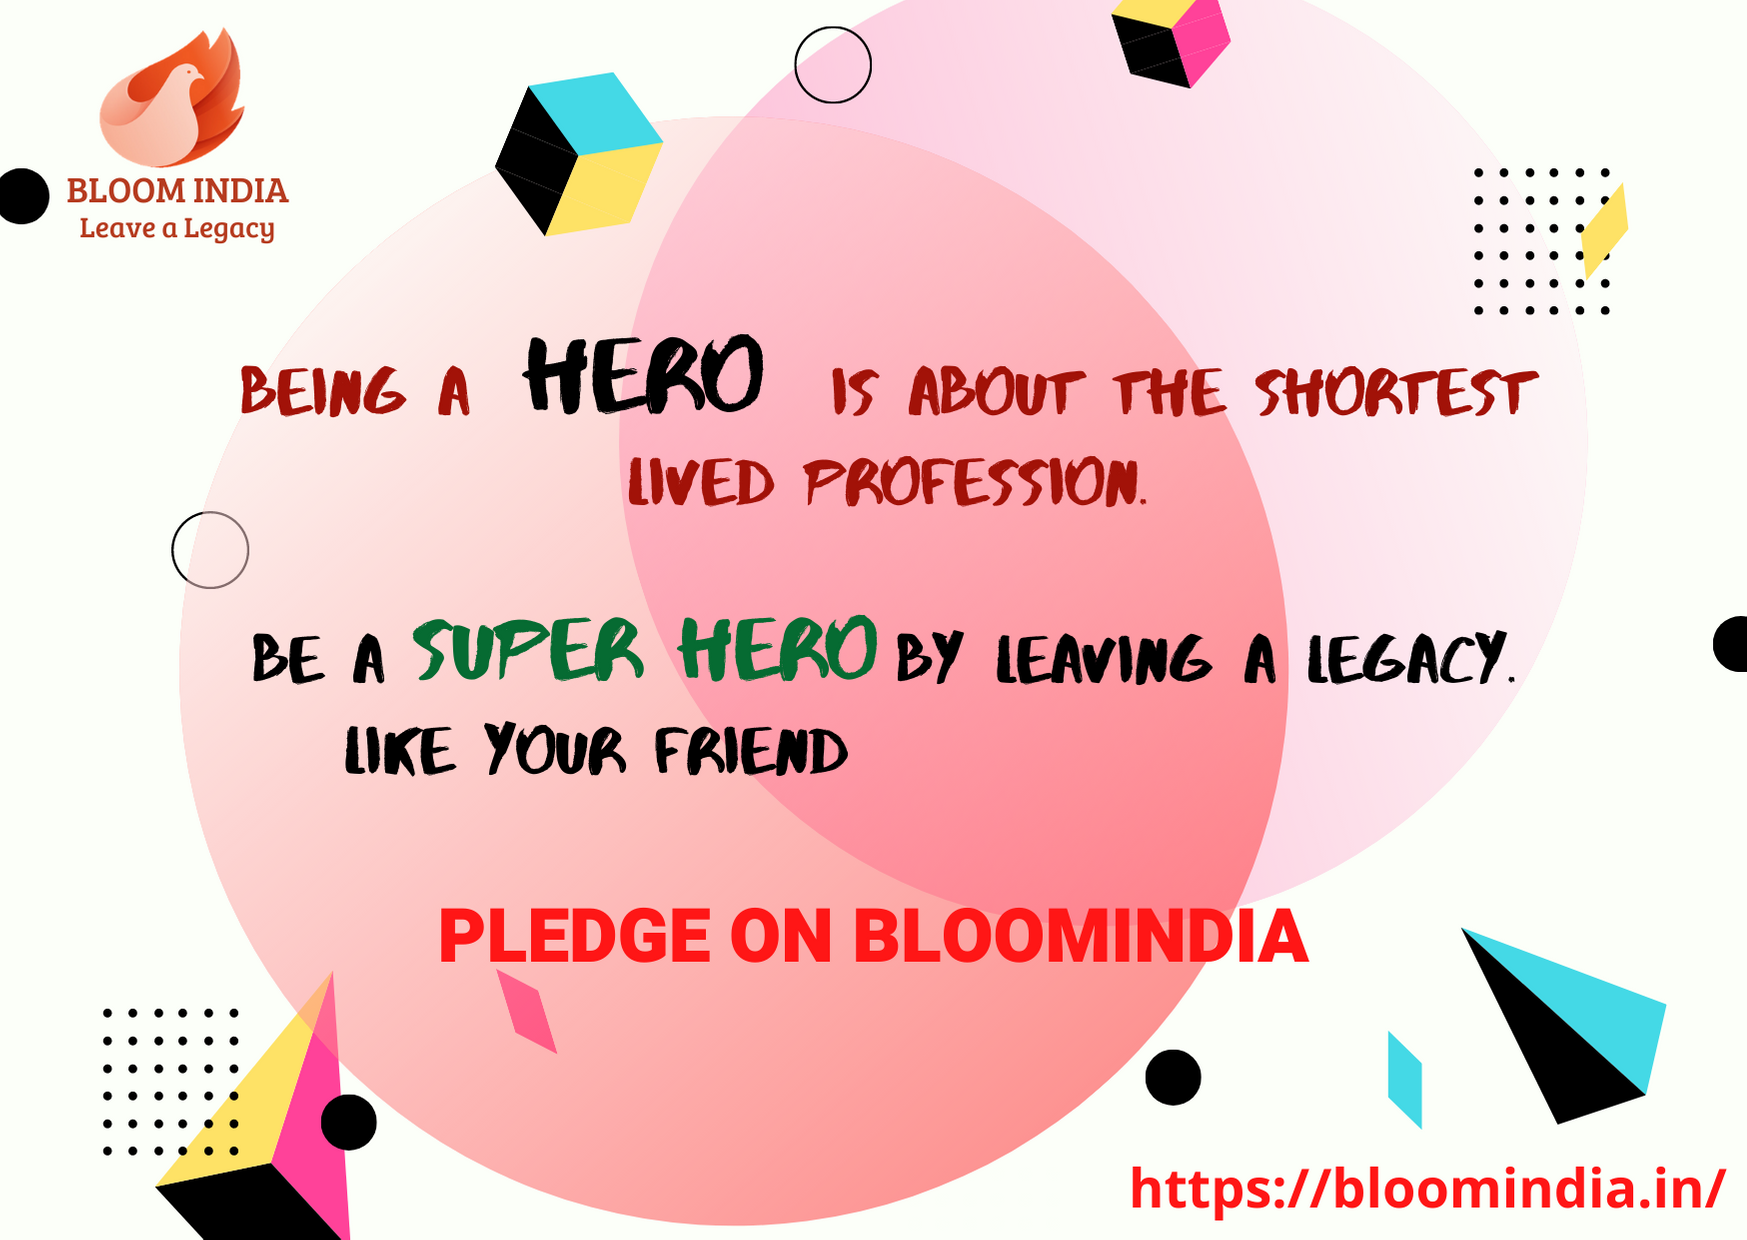 BLOOM INDIA
Leave a Legacy
BEING A HERO IS ABOUT THE SHORTEST
LIVED PROFESSION.
BE A SUPER HERO BY LEAVING A LEGACY.
LIKE YOUR FRIEND
PLEDGE ON BLOOMINDIA
https://bloomindia.in/